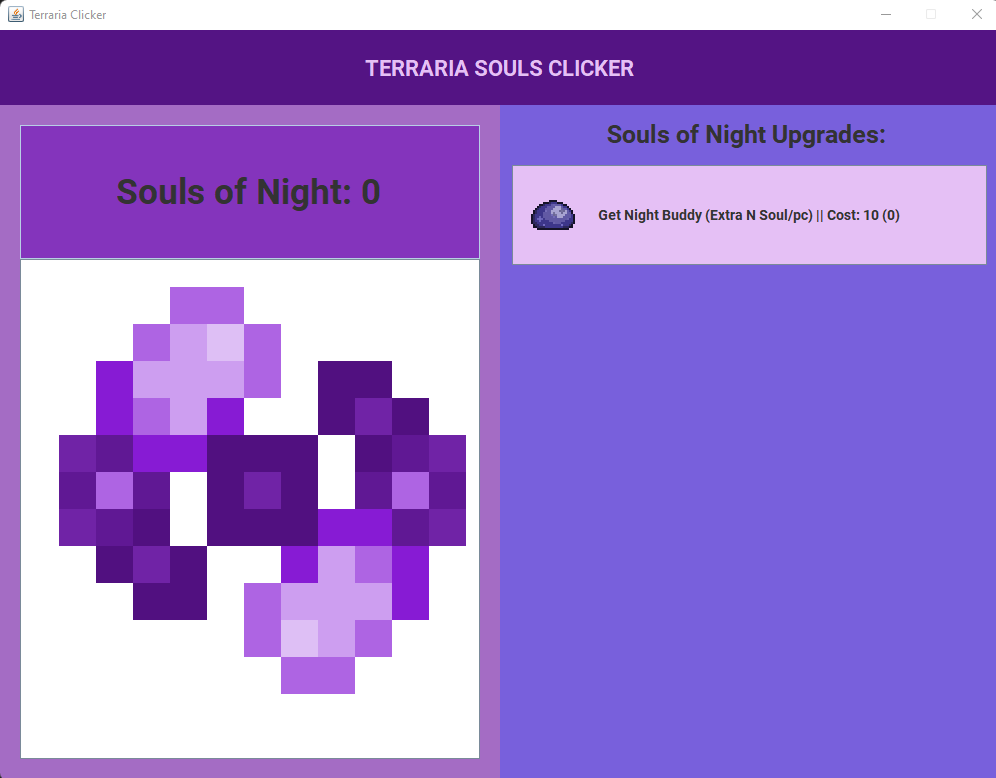 Terraria Clicker
TERRARIA SOULS CLICKER
Souls of Night: 0
Souls of Night Upgrades:
Get Night Buddy (Extra N Soul/pc) || Cost: 10 (0)